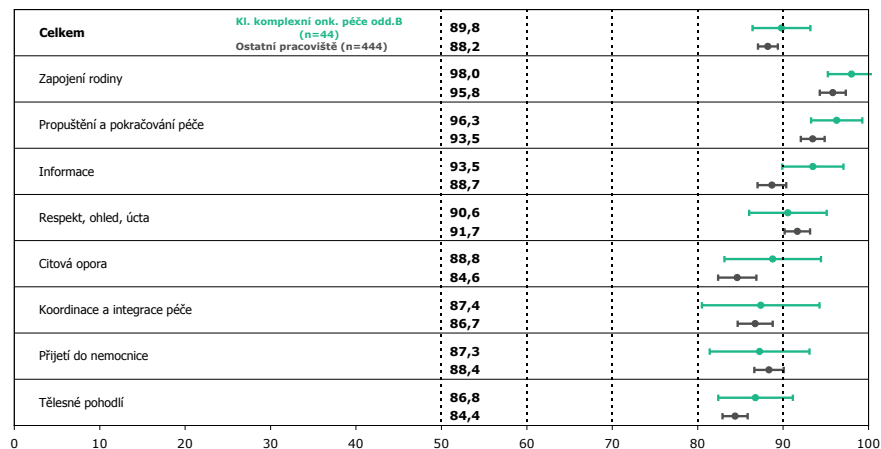 Celkem
Kl. komplexní onk. péče odd.B
(n=44)
Ostatní pracoviště (n=444)
89,8
88,2
Zapojení rodiny
98,0
95,8
Propuštění a pokračování péče
96,3
93,5
Informace
93,5
88,7
Respekt, ohled, úcta
90,6
91,7
Citová opora
88,8
84,6
Koordinace a integrace péče
87,4
86,7
Přijetí do nemocnice
87,3
88,4
Tělesné pohodlí
86,8
84,4
0 10 20 30 40 50 60 70 80 90 100